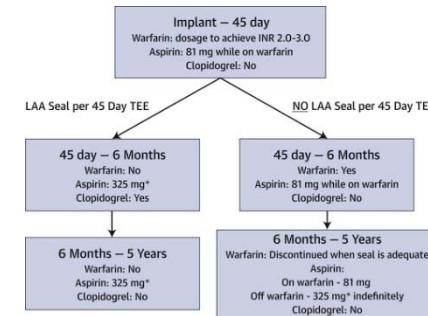 Implant – 45 day
Warfarin: dosage to achieve INR 2.0-3.0
Aspirin: 81 mg while on warfarin
Clopidogrel: No
LAA Seal per 45 Day TEE
NO LAA Seal per 45 Day TE
45 day – 6 Months
Warfarin: No
Aspirin: 325 mg*
Clopidogrel: Yes
45 day – 6 Months
Warfarin: Yes
Aspirin: 81 mg while on warfarin
Clopidogrel: No
6 Months – 5 Years
Warfarin: No
Aspirin: 325 mg*
Clopidogrel: No
6 Months – 5 Years
Warfarin: Discontinued when seal is adequate
Aspirin:
On warfarin - 81 mg
Off warfarin - 325 mg* indefinitely
Clopidogrel: No